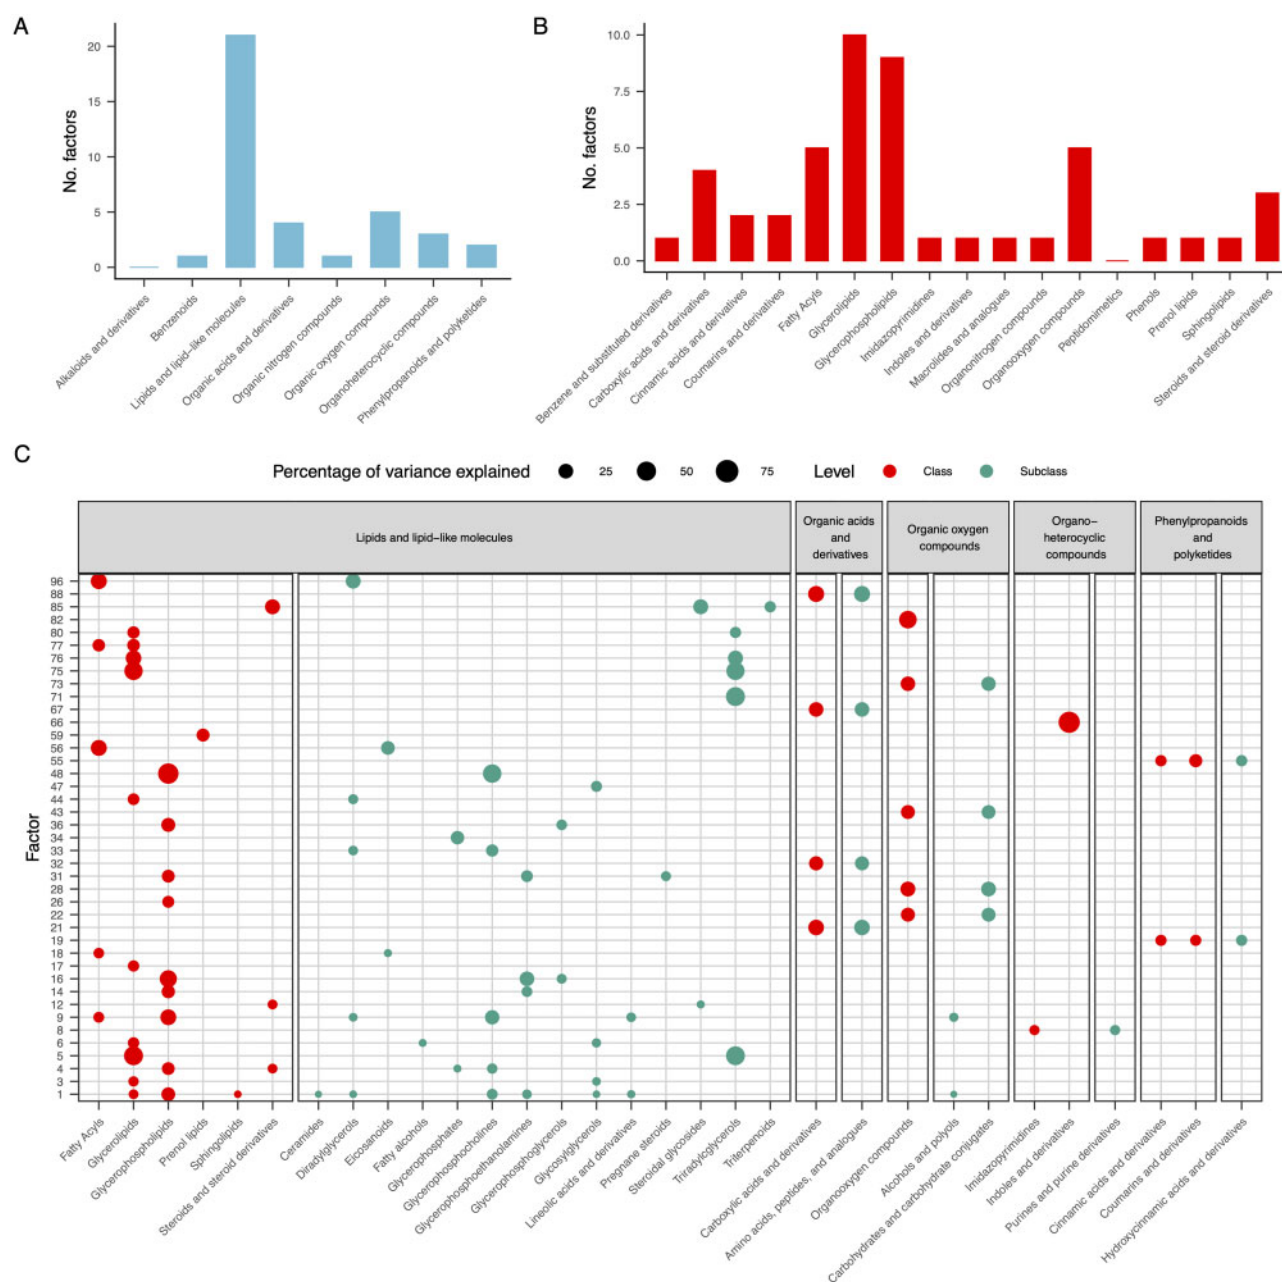 A
No. factors
20
15
10
5
0
Alkaloids and derivatives
Benzenoids
Lipids and lipid−like molecules
Organic acids and derivatives
Organic nitrogen compounds
Organic oxygen compounds
Organoheterocyclic compounds
Phenylpropanoids and polyketides
B
No. factors
10.0
7.5
5.0
2.5
0.0
Benzene and substituted derivatives
Carboxylic acids and derivatives
Cinnamic acids and derivatives
Coumarins and derivatives
Fatty Acyls
Glycerolipids
Glycerophospholipids
Imidazopyrimidines
Indoles and derivatives
Macrolides and analogues
Organonitrogen compounds
Organooxygen compounds
Peptidomimetics
Phenols
Prenol lipids
Sphingolipids
Steroids and steroid derivatives
C
Percentage of variance explained 25 50 75 Level Class Subclass
Lipids and lipid−like molecules
Organic acids
and
derivatives
Organic oxygen
compounds
Organo−
heterocyclic
compounds
Phenylpropanoids
and
polyketides
Factor
96
88
85
82
80
77
76
75
73
71
67
66
59
56
55
48
47
44
43
36
34
33
32
31
28
26
22
21
19
18
17
16
14
12
9
8
6
5
4
3
1
Fatty Acyls
Glycerolipids
Glycerophospholipids
Prenol lipids
Sphingolipids
Steroids and steroid derivatives
Ceramides
Diradylglycerols
Eicosanoids
Fatty alcohols
Glycerophosphates
Glycerophosphocholines
Glycerophosphoethanolamines
Glycerophosphoglycerols
Glycosylglycerols
Lineolic acids and derivatives
Pregnane steroids
Steroidal glycosides
Triradylcglycerols
Triterpenoids
Carboxylic acids and derivatives
Amino acids, peptides, and analogues
Organooxygen compounds
Alcohols and polyols
Carbohydrates and carbohydrate conjugates
Imidazopyrimidines
Indoles and derivatives
Purines and purine derivatives
Cinnamic acids and derivatives
Coumarins and derivatives
Hydroxycinnamic acids and derivatives